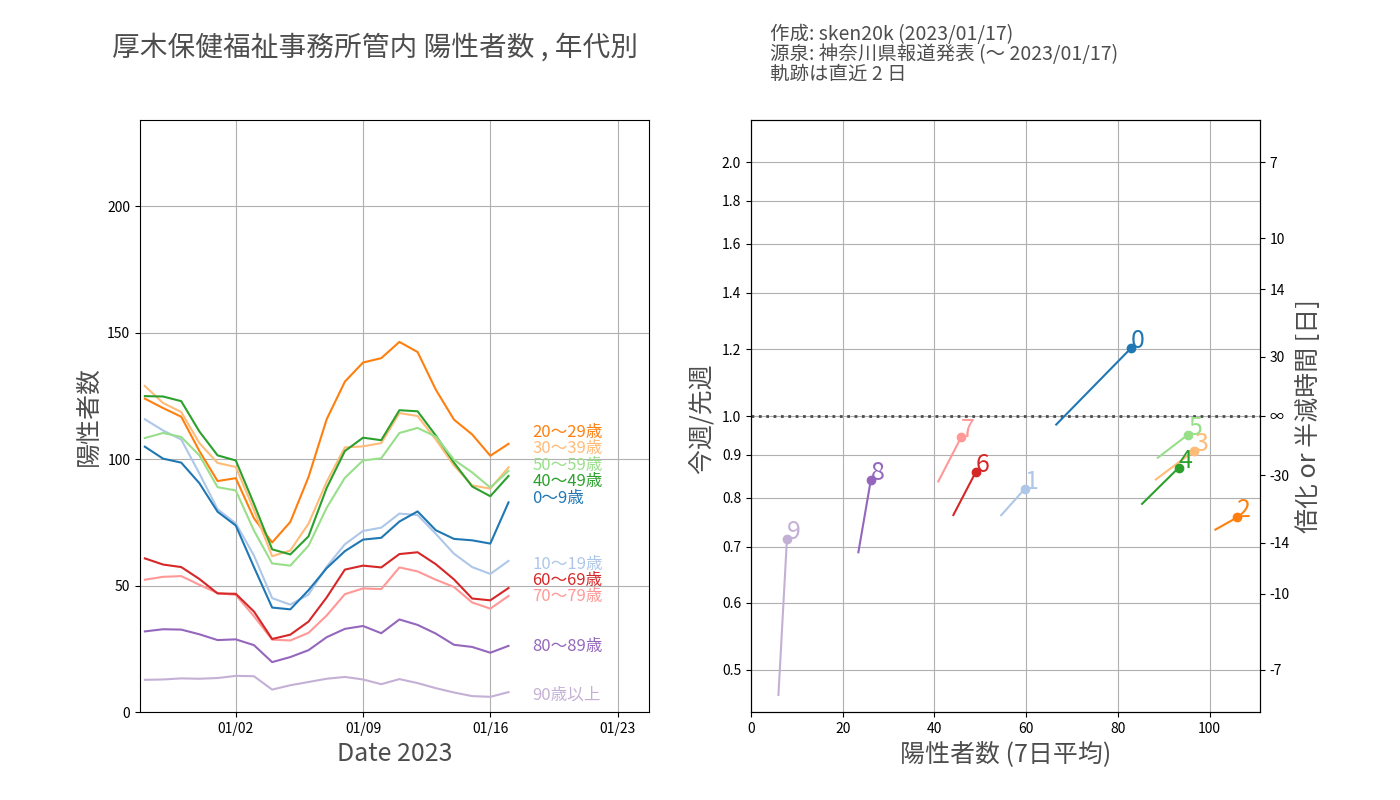 厚木保健福祉事務所管内 陽性者数 , 年代別
作成: sken20k (2023/01/17)
源泉: 神奈川県報道発表 (〜 2023/01/17)
軌跡は直近 2 日
陽性者数
200
150
100
50
0
01/02
01/09
01/16
01/23
Date 2023
20〜29歳
30〜39歳
50〜59歳
40〜49歳
0〜9歳
10〜19歳
60〜69歳
70〜79歳
80〜89歳
90歳以上
今週/先週
2.0
1.8
1.6
1.4
1.2
1.0
0.9
0.8
0.7
0.6
0.5
0
20
40
60
80
100
陽性者数 (7日平均)
0
7
5
3
6
4
8
1
2
9
7
10
14
30
∞
-30
-14
-10
-7
倍化 or 半減時間 [日]